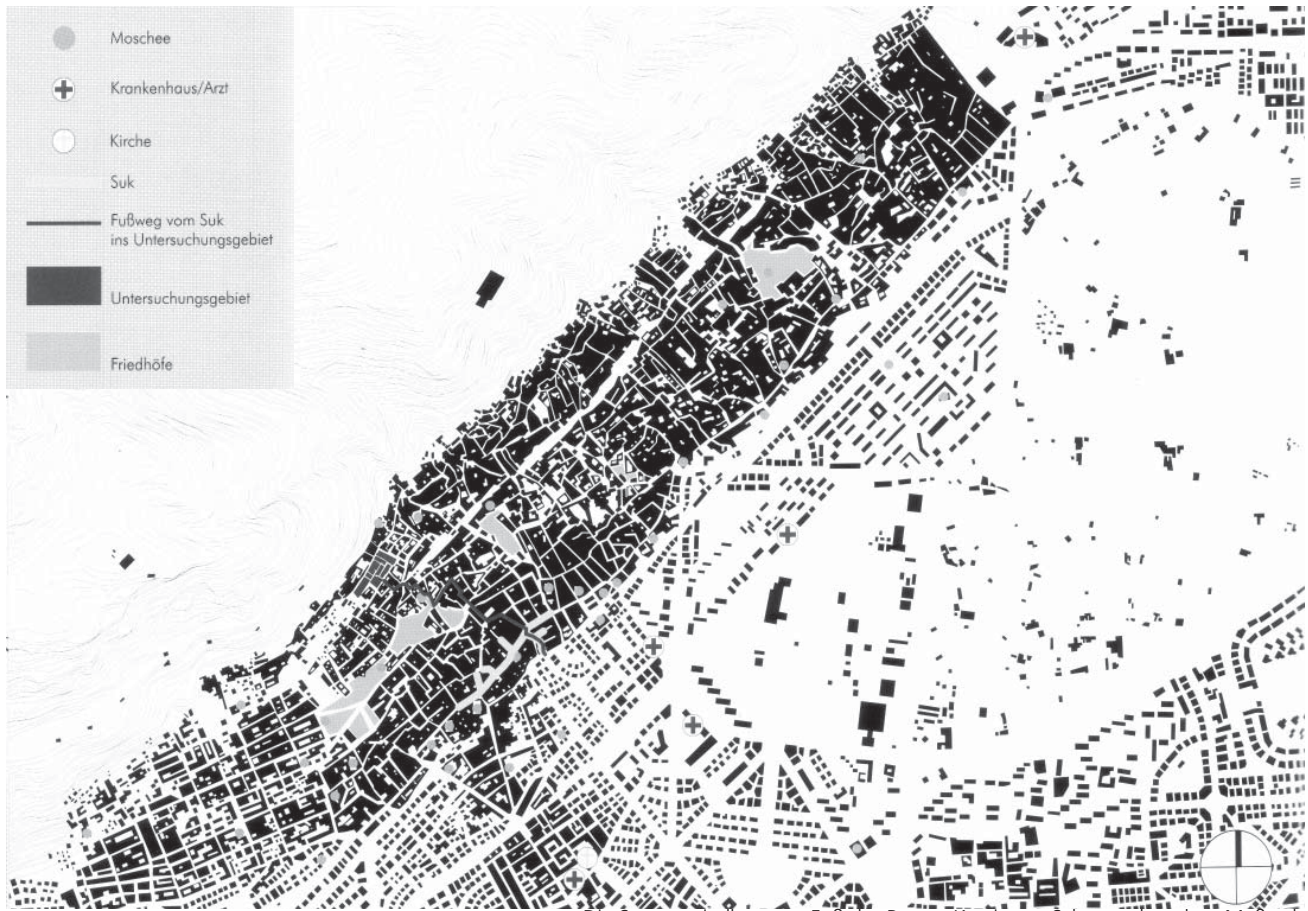 Moschee
Krankenhaus/Arzt
Kirche
Suk
Fußweg vom Suk
ins Untersuchungsgebiet
Untersuchungsgebiet
Friedhöfe